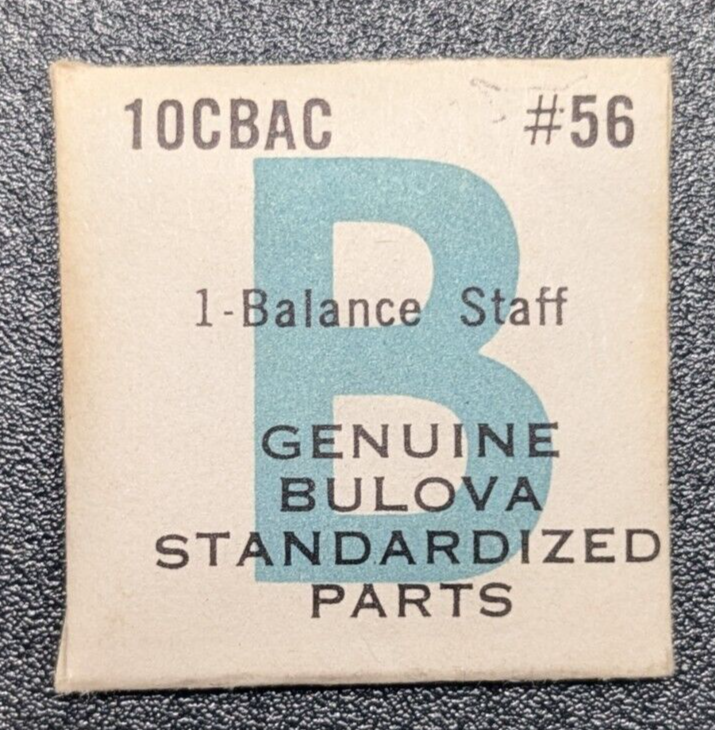 10CBAC #56
B
1-Balance Staff
GENUINE
BULOVA
STANDARDIZED
PARTS